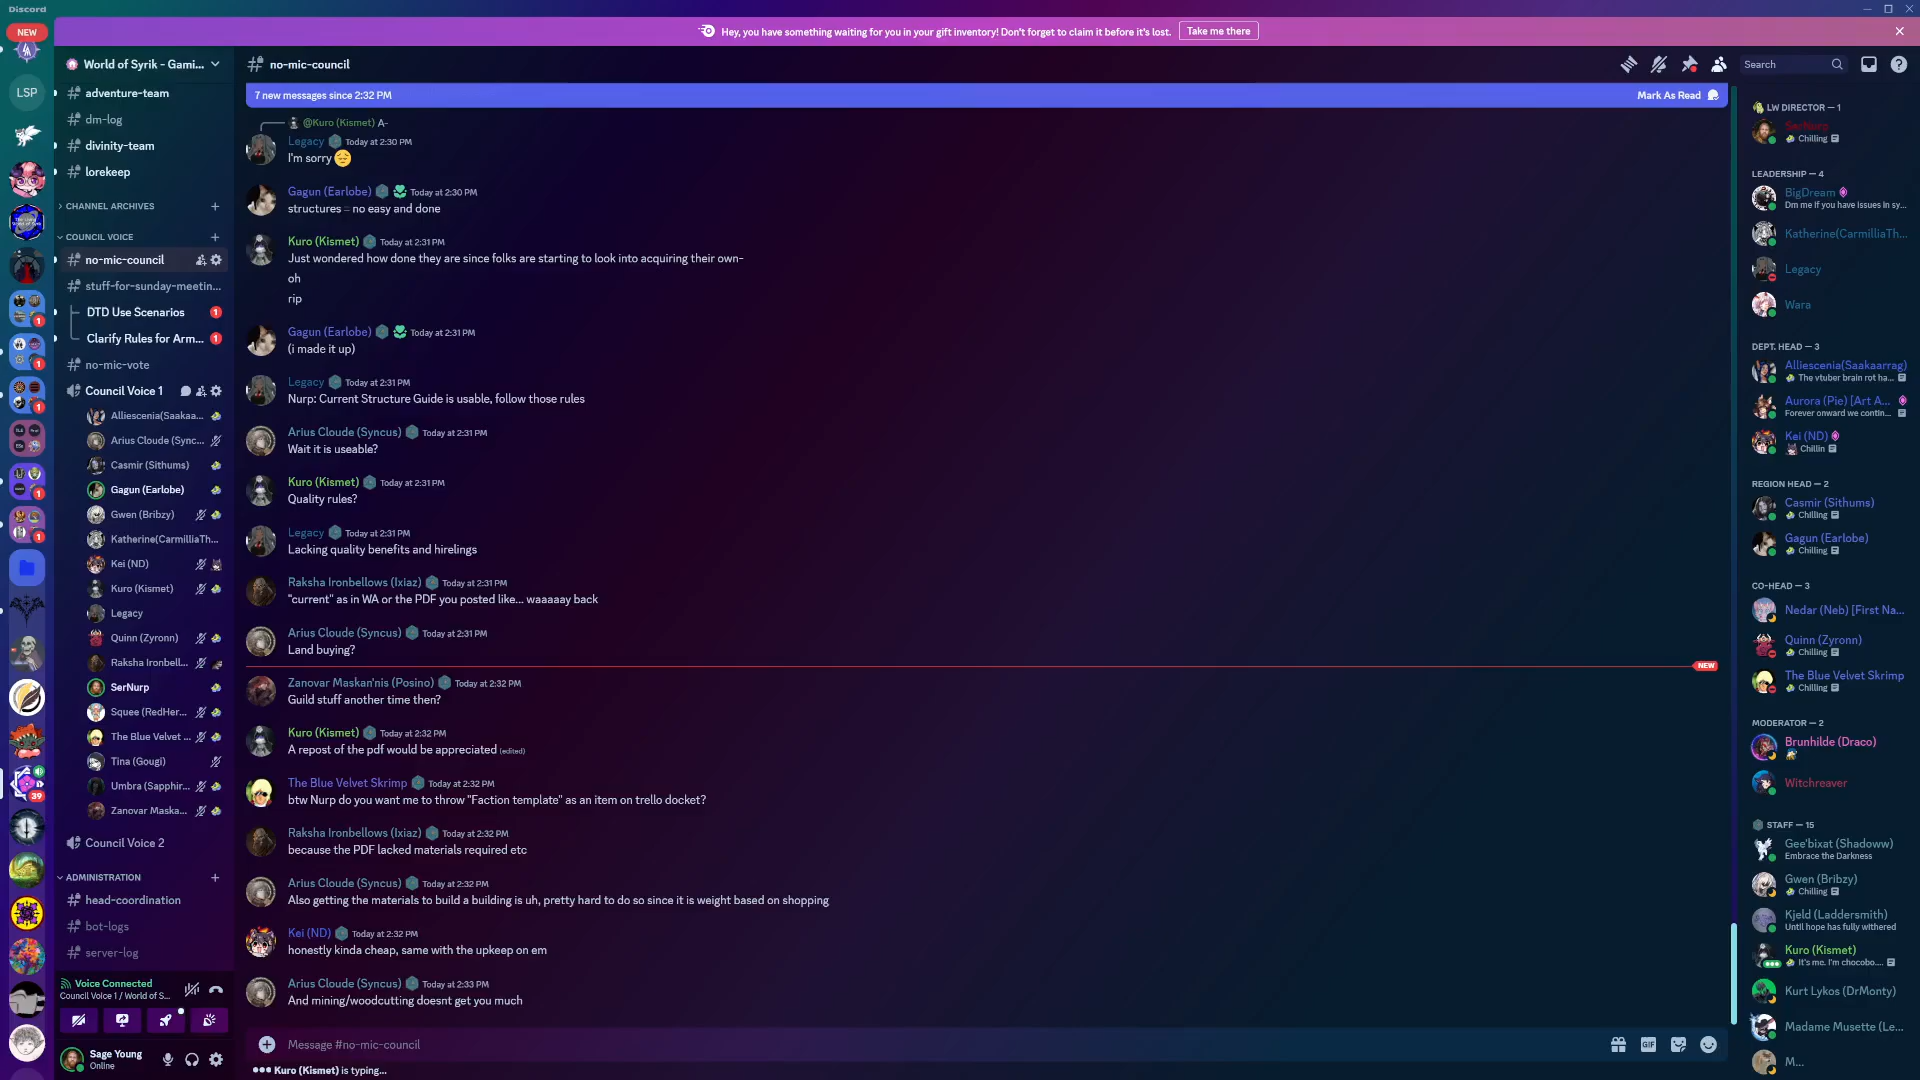 Discord
NEW
Hey, you have something waiting for you in your gift inventory! Don't forget to claim it before it's lost.
Take me there
World of Syrik - Gami...
no-mic-council
Search
LSP
adventure-team
dm-log
divinity-team
lorekeep
CHANNEL ARCHIVES
COUNCIL VOICE
no-mic-council
stuff-for-sunday-meetin...
DTD Use Scenarios
1
Clarify Rules for Arm...
1
no-mic-vote
Council Voice 1
Alliescenia(Saakaa...
Arius Cloude (Sync...
Casmir (Sithums)
Gagun (Earlobe)
Gwen (Bribzy)
Katherine(CarmilliaTh...
Kei (ND)
Kuro (Kismet)
Legacy
Quinn (Zyronn)
Raksha Ironbell...
SerNurp
Squee (RedHer...
The Blue Velvet ...
Tina (Gougi)
Umbra (Sapphir...
Zanovar Maska...
Council Voice 2
ADMINISTRATION
head-coordination
bot-logs
server-log
Voice Connected
Council Voice 1 / World of S...
Sage Young
Online
1
1
1
1
1
39
7 new messages since 2:32 PM
Mark As Read
@Kuro (Kismet) A-
Legacy Today at 2:30 PM
I'm sorry
Gagun (Earlobe) Today at 2:30 PM
structures = no easy and done
Kuro (Kismet) Today at 2:31 PM
Just wondered how done they are since folks are starting to look into acquiring their own-
oh
rip
Gagun (Earlobe) Today at 2:31 PM
(i made it up)
Legacy Today at 2:31 PM
Nurp: Current Structure Guide is usable, follow those rules
Arius Cloude (Syncus) Today at 2:31 PM
Wait it is useable?
Kuro (Kismet) Today at 2:31 PM
Quality rules?
Legacy Today at 2:31 PM
Lacking quality benefits and hirelings
Raksha Ironbellows (Ixiaz) Today at 2:31 PM
"current" as in WA or the PDF you posted like... waaaaay back
Arius Cloude (Syncus) Today at 2:31 PM
Land buying?
NEW
Zanovar Maskan'nis (Posino) Today at 2:32 PM
Guild stuff another time then?
Kuro (Kismet) Today at 2:32 PM
A repost of the pdf would be appreciated (edited)
The Blue Velvet Skrimp Today at 2:32 PM
btw Nurp do you want me to throw "Faction template" as an item on trello docket?
Raksha Ironbellows (Ixiaz) Today at 2:32 PM
because the PDF lacked materials required etc
Arius Cloude (Syncus) Today at 2:32 PM
Also getting the materials to build a building is uh, pretty hard to do so since it is weight based on shopping
Kei (ND) Today at 2:32 PM
honestly kinda cheap, same with the upkeep on em
Arius Cloude (Syncus) Today at 2:33 PM
And mining/woodcutting doesnt get you much
Message #no-mic-council
GIF
Kuro (Kismet) is typing...
LW DIRECTOR — 1
SerNurp
Chilling
LEADERSHIP — 4
BigDream
Dm me if you have issues in sy...
Katherine(CarmilliaTh...
Legacy
Wara
DEPT. HEAD — 3
Alliescenia(Saakaarrag)
The vtuber brain rot ha...
Aurora (Pie) [Art A...
Forever onward we contin...
Kei (ND)
Chillin
REGION HEAD — 2
Casmir (Sithums)
Chilling
Gagun (Earlobe)
Chilling
CO-HEAD — 3
Nedar (Neb) [First Na...
Quinn (Zyronn)
Chilling
The Blue Velvet Skrimp
Chilling
MODERATOR — 2
Brunhilde (Draco)
Witchreaver
STAFF — 15
Gee'bixat (Shadoww)
Embrace the Darkness
Gwen (Bribzy)
Chilling
Kjeld (Laddersmith)
Until hope has fully withered
Kuro (Kismet)
It's me. I'm chocobo....
Kurt Lykos (DrMonty)
Madame Musette (Le...
M...